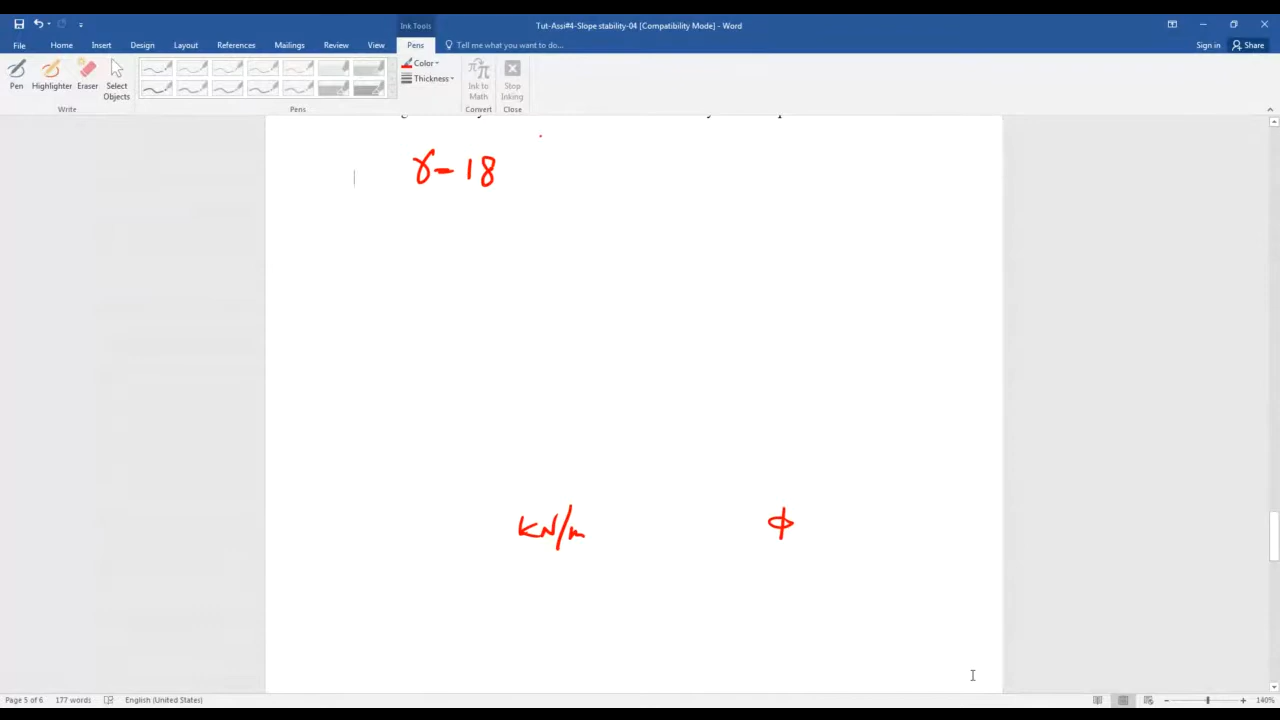 Ink Tools
Tut-Assi#4-Slope stability-04 [Compatibility Mode] - Word
File Home Insert Design Layout References Mailings Review View Pens Tell me what you want to do... Sign in Share
Pen Highlighter Eraser Select Objects
Color
Thickness
Ink to Math
Stop Inking
Write Pens Convert Close
γ- 18
kN/m ϕ
Page 5 of 6 177 words English (United States) 140%